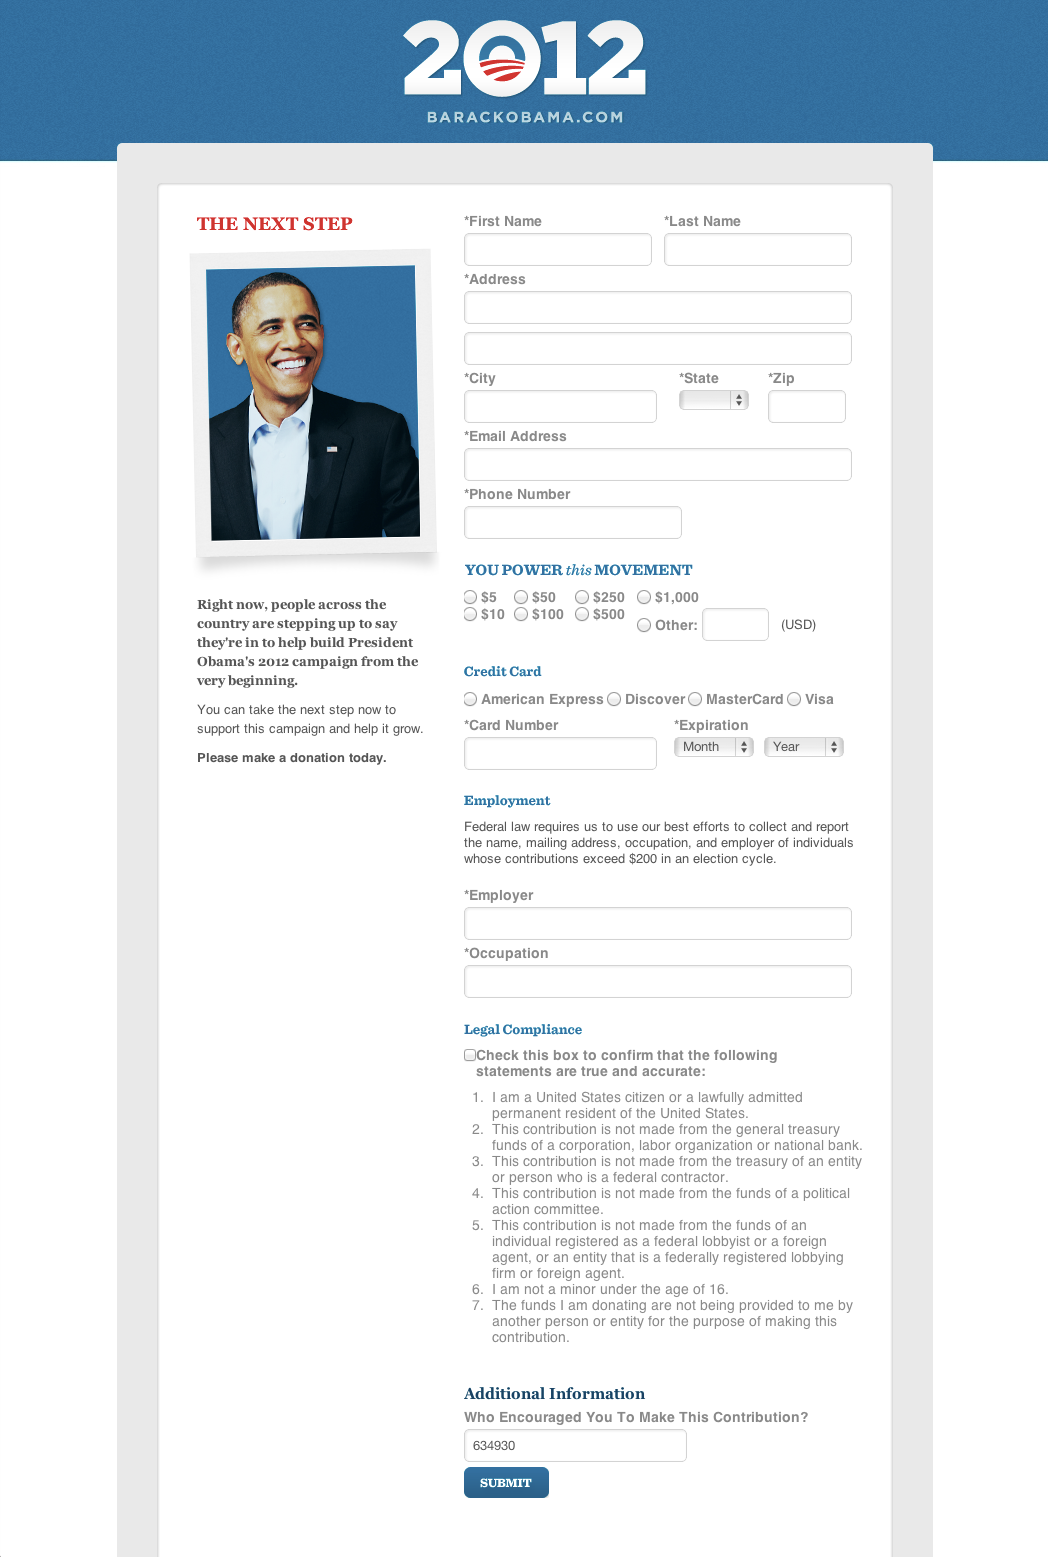 2012
BARACKOBAMA.COM
THE NEXT STEP
Right now, people across the
country are stepping up to say
they're in to help build President
Obama's 2012 campaign from the
very beginning.
You can take the next step now to
support this campaign and help it grow.
Please make a donation today.
*First Name *Last Name
*Address
*City *State *Zip
*Email Address
*Phone Number
YOU POWER this MOVEMENT
$5 $50 $250 $1,000
$10 $100 $500
Other: (USD)
Credit Card
American Express Discover MasterCard Visa
*Card Number *Expiration
Month Year
Employment
Federal law requires us to use our best efforts to collect and report
the name, mailing address, occupation, and employer of individuals
whose contributions exceed $200 in an election cycle.
*Employer
*Occupation
Legal Compliance
Check this box to confirm that the following
statements are true and accurate:
1. I am a United States citizen or a lawfully admitted
permanent resident of the United States.
2. This contribution is not made from the general treasury
funds of a corporation, labor organization or national bank.
3. This contribution is not made from the treasury of an entity
or person who is a federal contractor.
4. This contribution is not made from the funds of a political
action committee.
5. This contribution is not made from the funds of an
individual registered as a federal lobbyist or a foreign
agent, or an entity that is a federally registered lobbying
firm or foreign agent.
6. I am not a minor under the age of 16.
7. The funds I am donating are not being provided to me by
another person or entity for the purpose of making this
contribution.
Additional Information
Who Encouraged You To Make This Contribution?
634930
SUBMIT